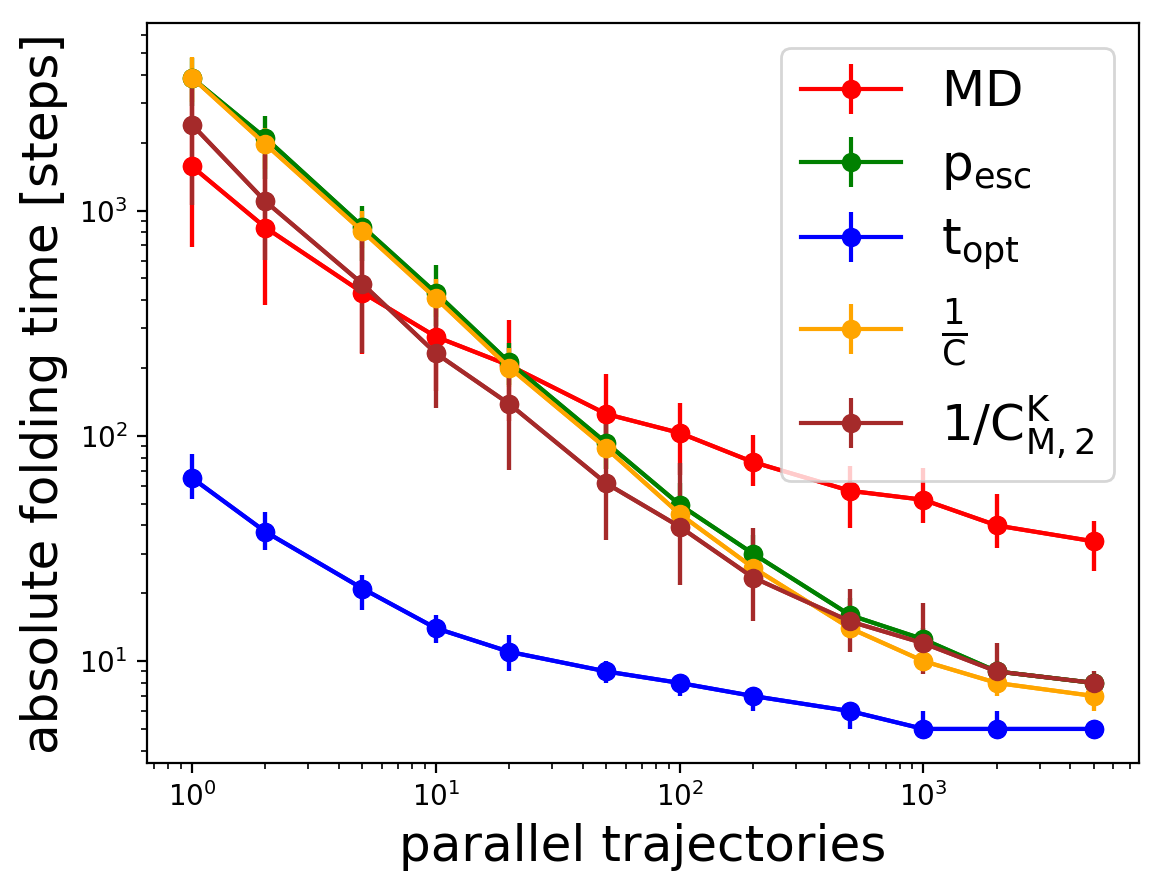 absolute folding time [steps]
10³
10²
10¹
MD
p_esc
t_opt
1/C
1/C^K_M,2
10⁰ 10¹ 10² 10³
parallel trajectories